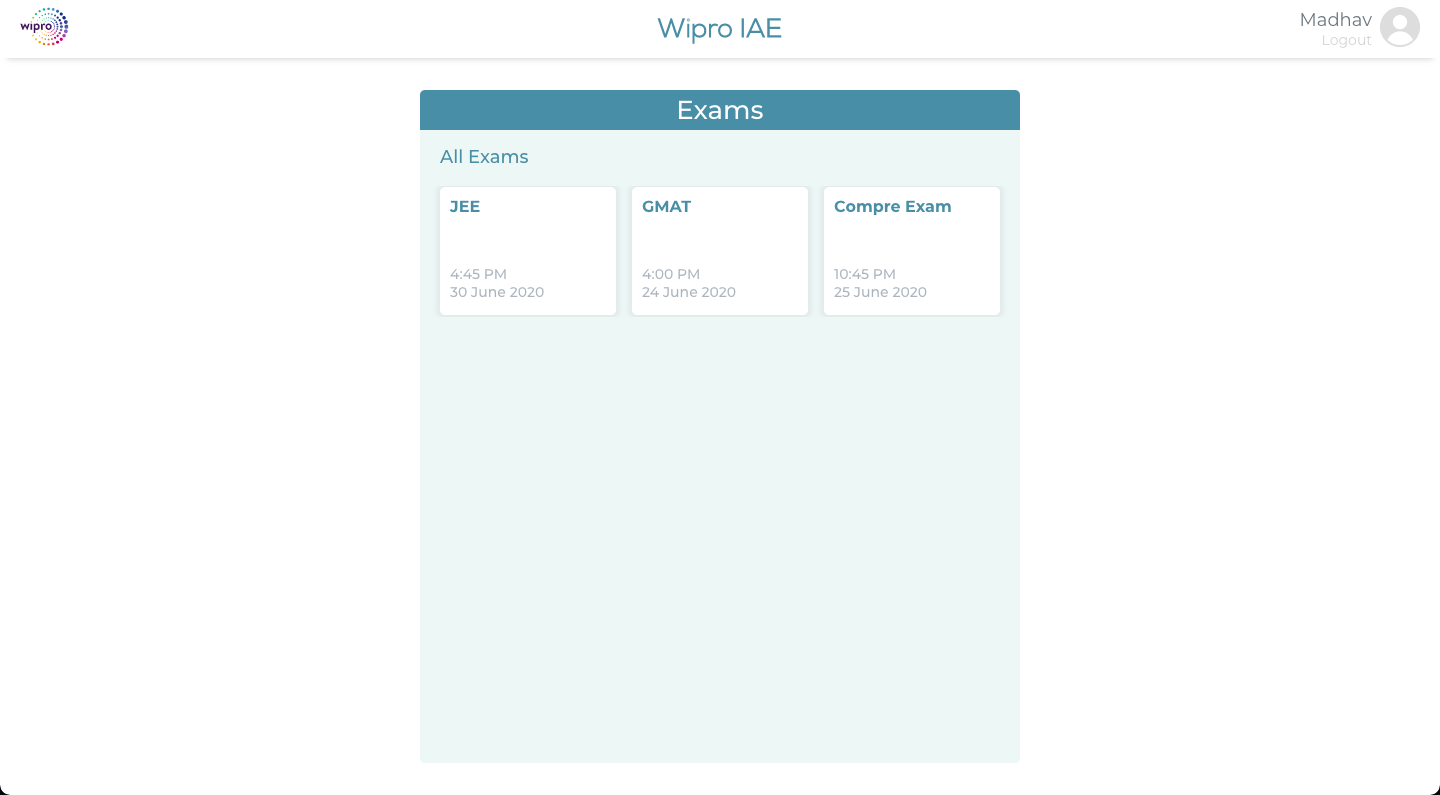 wipro
Wipro IAE
Madhav
Logout
Exams
All Exams
JEE
4:45 PM
30 June 2020
GMAT
4:00 PM
24 June 2020
Compre Exam
10:45 PM
25 June 2020